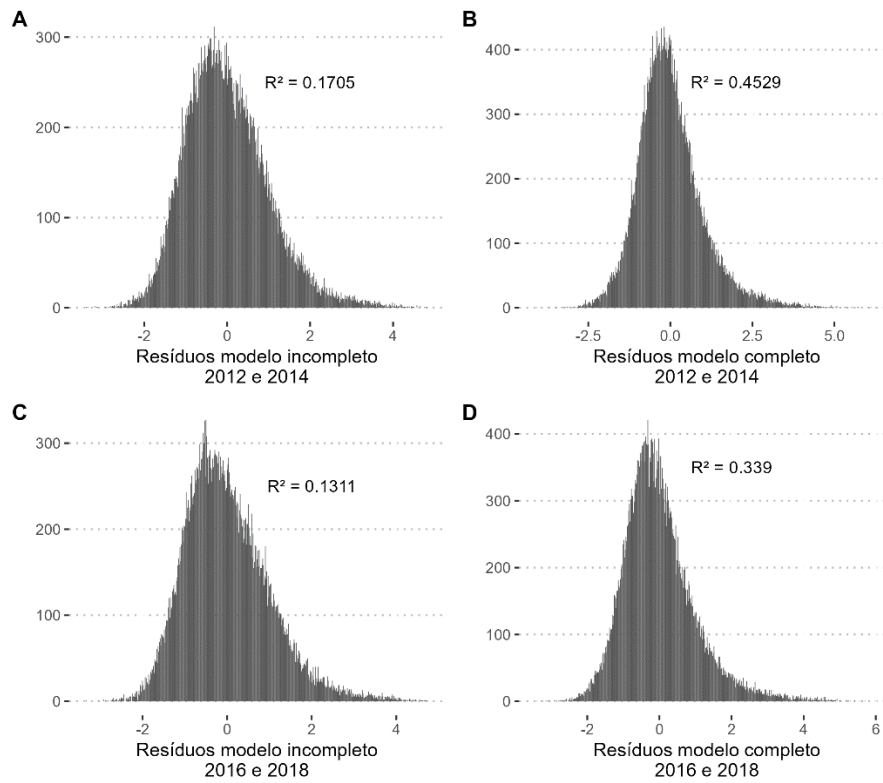 A
300
200
100
0
R² = 0.1705
-2
0
2
4
Resíduos modelo incompleto
2012 e 2014
B
400
300
200
100
0
R² = 0.4529
-2.5
0.0
2.5
5.0
Resíduos modelo completo
2012 e 2014
C
300
200
100
0
R² = 0.1311
-2
0
2
4
Resíduos modelo incompleto
2016 e 2018
D
400
300
200
100
0
R² = 0.339
-2
0
2
4
6
Resíduos modelo completo
2016 e 2018